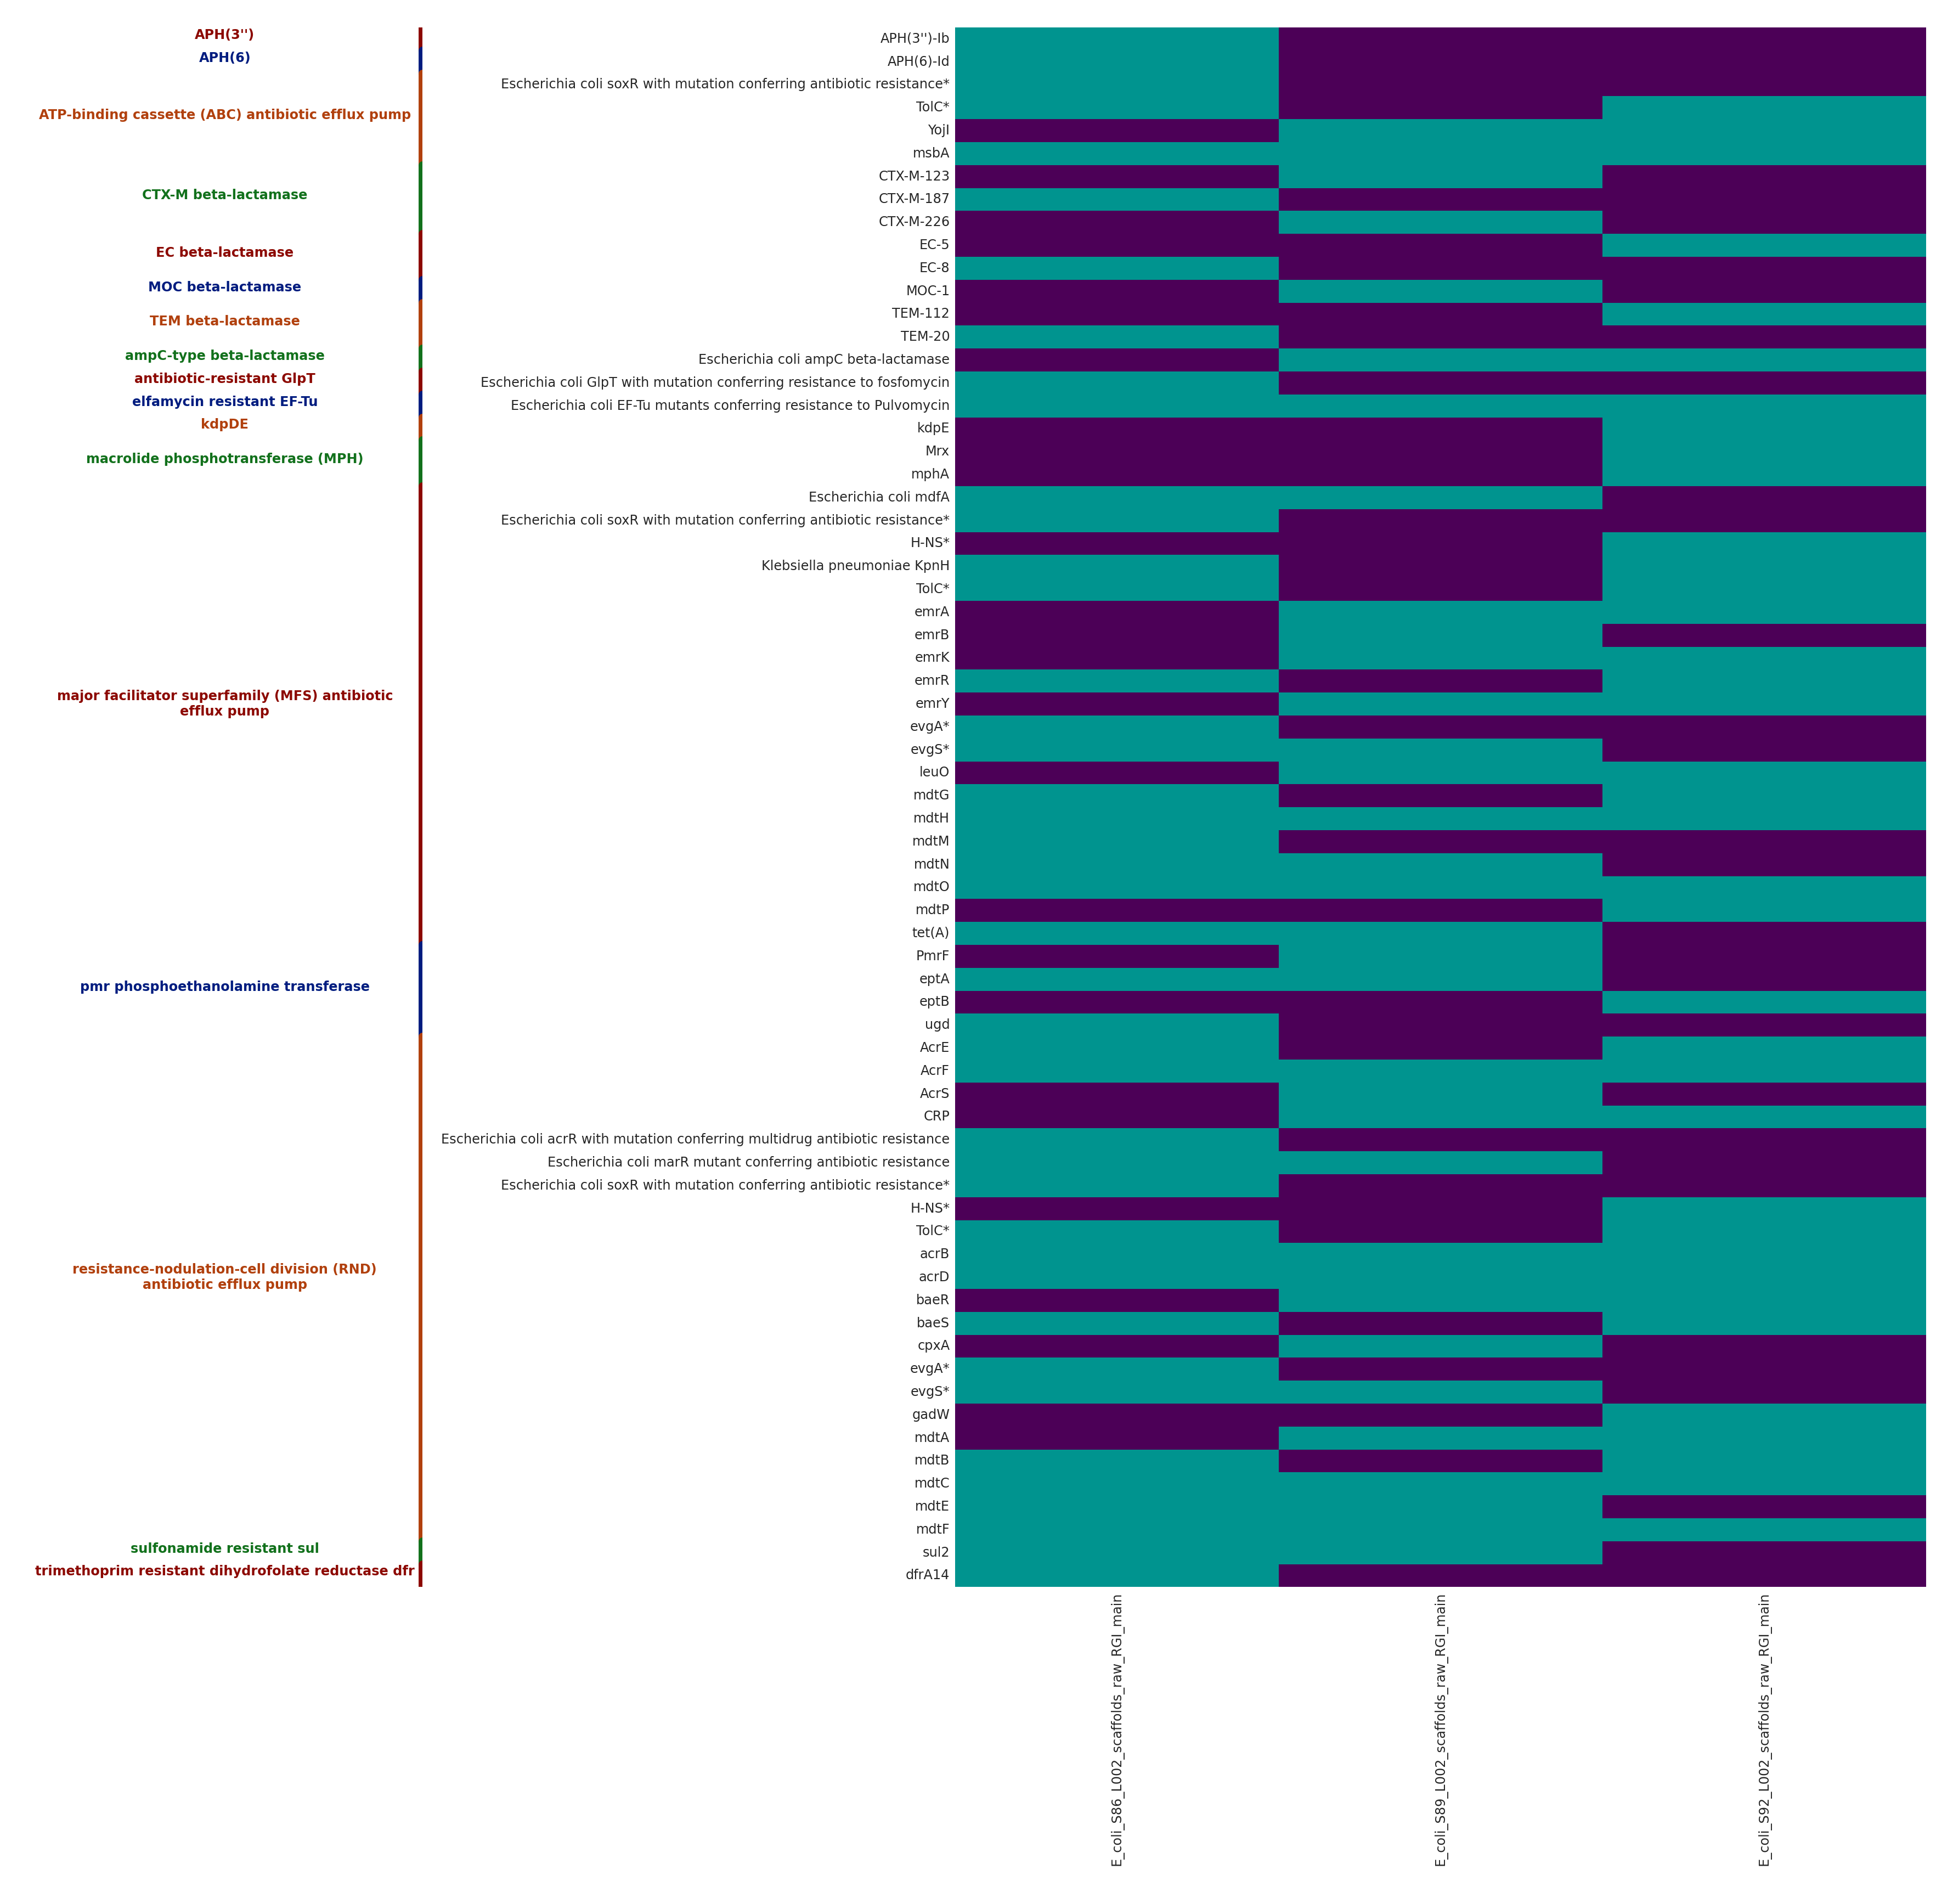 APH(3'')
APH(6)
ATP-binding cassette (ABC) antibiotic efflux pump
CTX-M beta-lactamase
EC beta-lactamase
MOC beta-lactamase
TEM beta-lactamase
ampC-type beta-lactamase
antibiotic-resistant GlpT
elfamycin resistant EF-Tu
kdpDE
macrolide phosphotransferase (MPH)
major facilitator superfamily (MFS) antibiotic
efflux pump
pmr phosphoethanolamine transferase
resistance-nodulation-cell division (RND)
antibiotic efflux pump
sulfonamide resistant sul
trimethoprim resistant dihydrofolate reductase dfr
APH(3'')-Ib
APH(6)-Id
Escherichia coli soxR with mutation conferring antibiotic resistance*
TolC*
YojI
msbA
CTX-M-123
CTX-M-187
CTX-M-226
EC-5
EC-8
MOC-1
TEM-112
TEM-20
Escherichia coli ampC beta-lactamase
Escherichia coli GlpT with mutation conferring resistance to fosfomycin
Escherichia coli EF-Tu mutants conferring resistance to Pulvomycin
kdpE
Mrx
mphA
Escherichia coli mdfA
Escherichia coli soxR with mutation conferring antibiotic resistance*
H-NS*
Klebsiella pneumoniae KpnH
TolC*
emrA
emrB
emrK
emrR
emrY
evgA*
evgS*
leuO
mdtG
mdtH
mdtM
mdtN
mdtO
mdtP
tet(A)
PmrF
eptA
eptB
ugd
AcrE
AcrF
AcrS
CRP
Escherichia coli acrR with mutation conferring multidrug antibiotic resistance
Escherichia coli marR mutant conferring antibiotic resistance
Escherichia coli soxR with mutation conferring antibiotic resistance*
H-NS*
TolC*
acrB
acrD
baeR
baeS
cpxA
evgA*
evgS*
gadW
mdtA
mdtB
mdtC
mdtE
mdtF
sul2
dfrA14
E_coli_S86_L002_scaffolds_raw_RGI_main
E_coli_S89_L002_scaffolds_raw_RGI_main
E_coli_S92_L002_scaffolds_raw_RGI_main